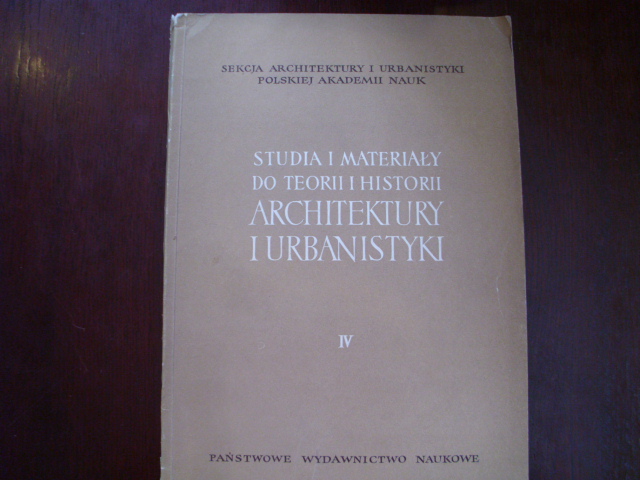 SEKCJA ARCHITEKTURY I URBANISTYKI
POLSKIEJ AKADEMII NAUK
STUDIA I MATERIAŁY
DO TEORII I HISTORII
ARCHITEKTURY
I URBANISTYKI
IV
PAŃSTWOWE WYDAWNICTWO NAUKOWE